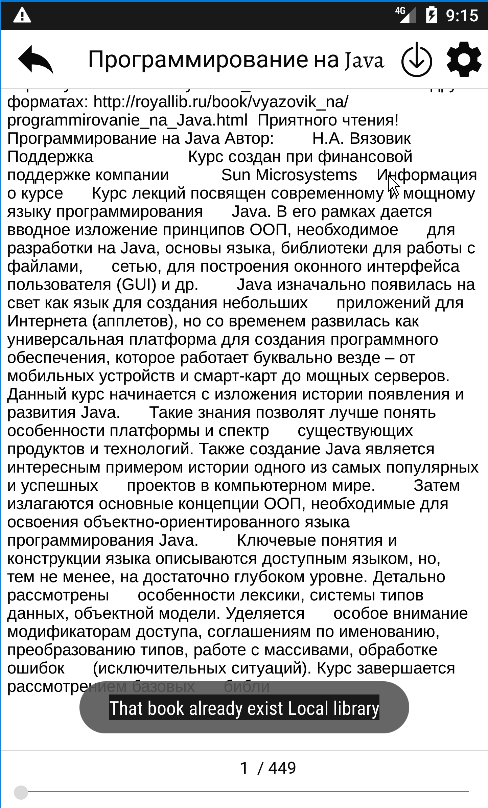 4G 9:15
Программирование на Java
форматах: http://royallib.ru/book/vyazovik_na/
programmirovanie_na_Java.html Приятного чтения!
Программирование на Java Автор: Н.А. Вязовик
Поддержка Курс создан при финансовой
поддержке компании Sun Microsystems Информация
о курсе Курс лекций посвящен современному и мощному
языку программирования Java. В его рамках дается
вводное изложение принципов ООП, необходимое для
разработки на Java, основы языка, библиотеки для работы с
файлами, сетью, для построения оконного интерфейса
пользователя (GUI) и др. Java изначально появилась на
свет как язык для создания небольших приложений для
Интернета (апплетов), но со временем развилась как
универсальная платформа для создания программного
обеспечения, которое работает буквально везде – от
мобильных устройств и смарт-карт до мощных серверов.
Данный курс начинается с изложения истории появления и
развития Java. Такие знания позволят лучше понять
особенности платформы и спектр существующих
продуктов и технологий. Также создание Java является
интересным примером истории одного из самых популярных
и успешных проектов в компьютерном мире. Затем
излагаются основные концепции ООП, необходимые для
освоения объектно-ориентированного языка
программирования Java. Ключевые понятия и
конструкции языка описываются доступным языком, но,
тем не менее, на достаточно глубоком уровне. Детально
рассмотрены особенности лексики, системы типов
данных, объектной модели. Уделяется особое внимание
модификаторам доступа, соглашениям по именованию,
преобразованию типов, работе с массивами, обработке
ошибок (исключительных ситуаций). Курс завершается
рассмотрением базовых библи
That book already exist Local library
1 / 449